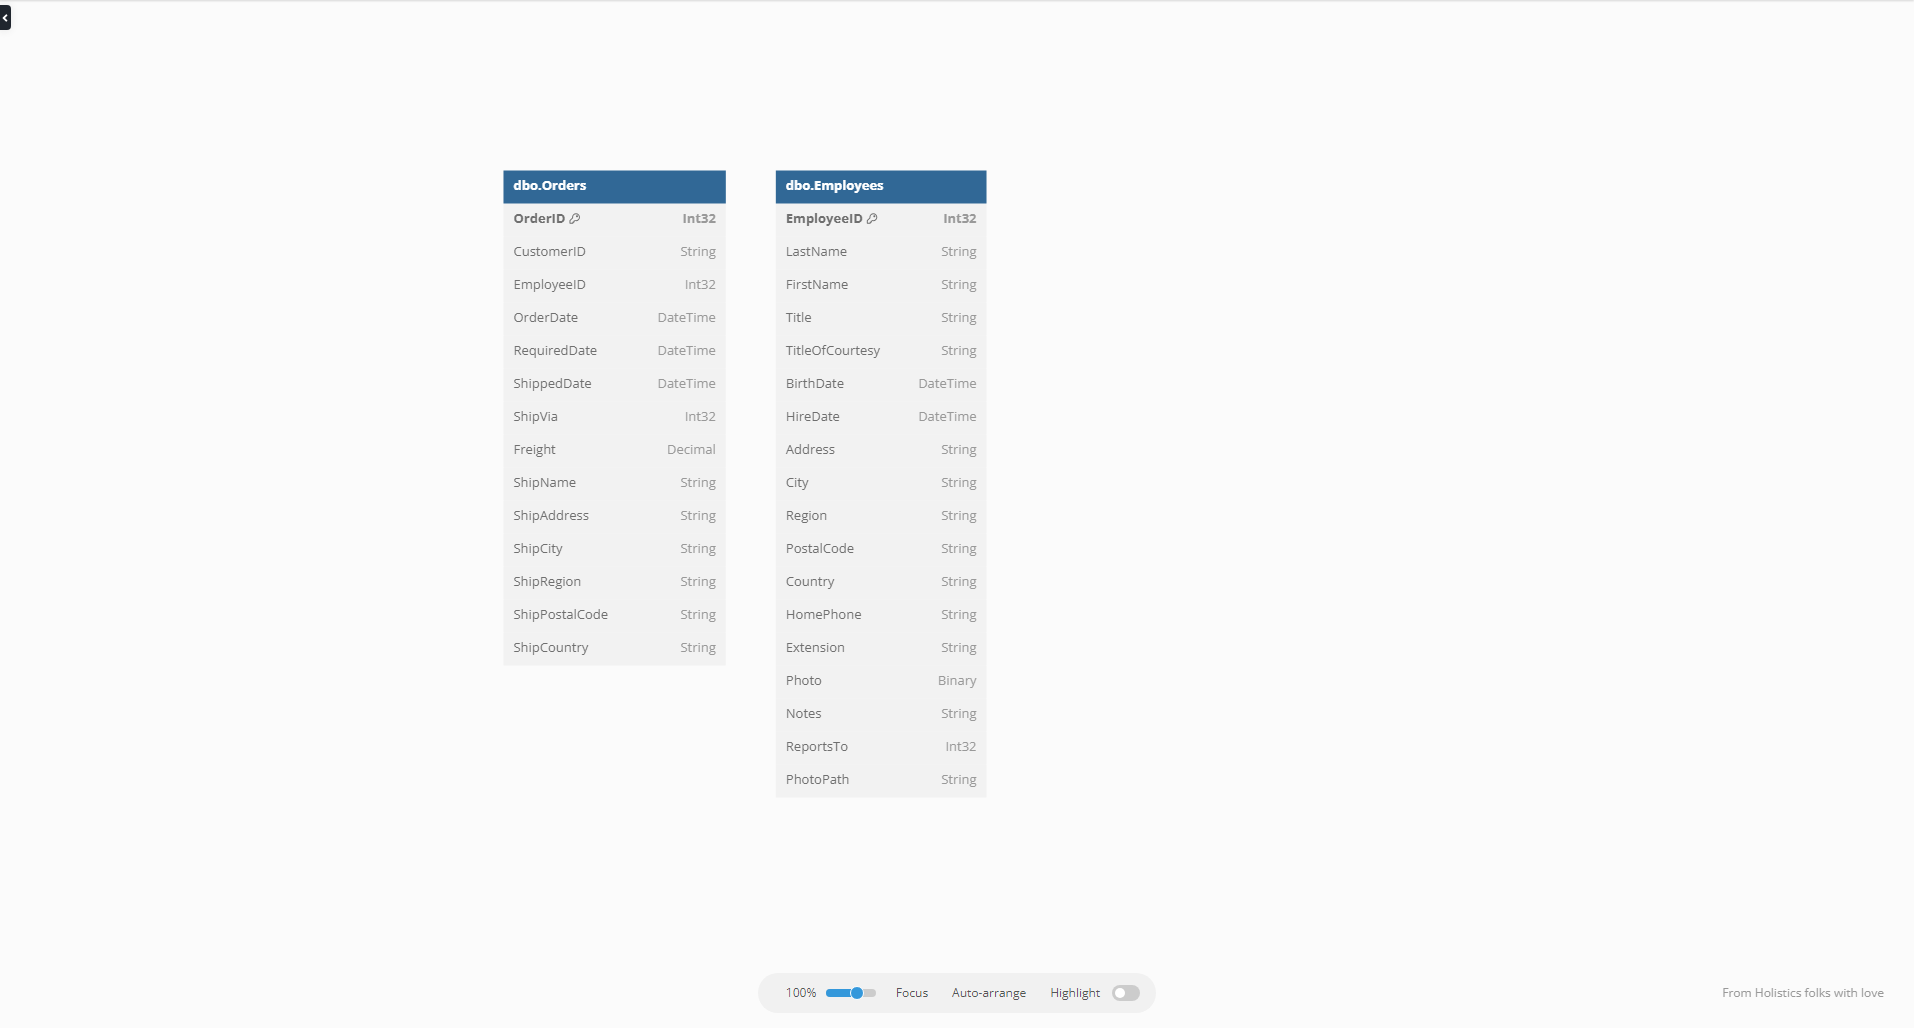 dbo.Orders
OrderID Int32
CustomerID String
EmployeeID Int32
OrderDate DateTime
RequiredDate DateTime
ShippedDate DateTime
ShipVia Int32
Freight Decimal
ShipName String
ShipAddress String
ShipCity String
ShipRegion String
ShipPostalCode String
ShipCountry String
dbo.Employees
EmployeeID Int32
LastName String
FirstName String
Title String
TitleOfCourtesy String
BirthDate DateTime
HireDate DateTime
Address String
City String
Region String
PostalCode String
Country String
HomePhone String
Extension String
Photo Binary
Notes String
ReportsTo Int32
PhotoPath String
100% Focus Auto-arrange Highlight
From Holistics folks with love